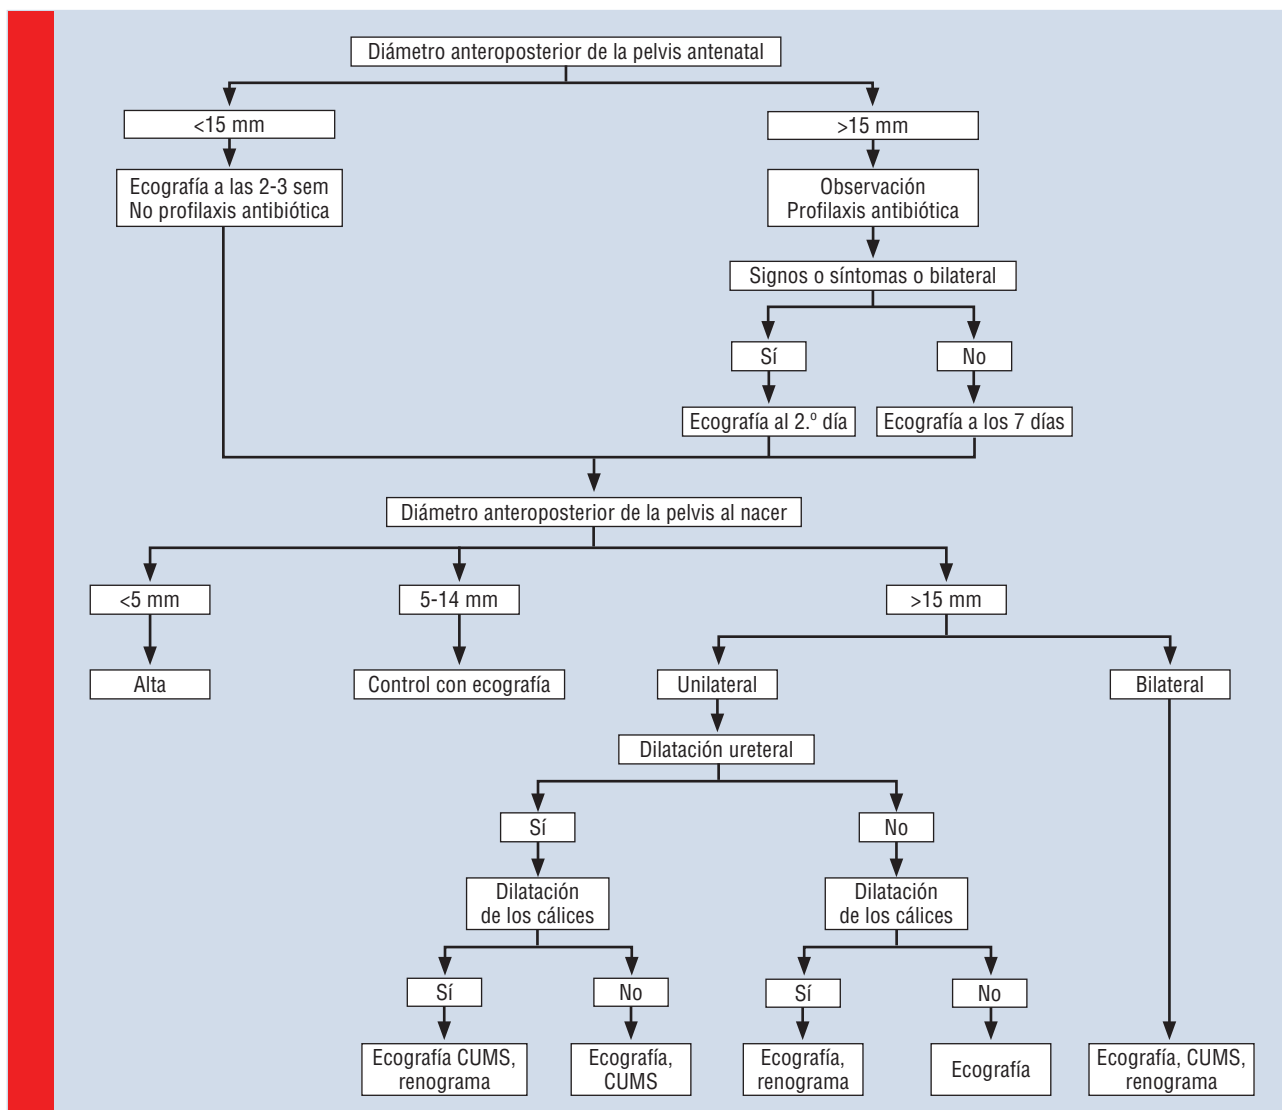 Diámetro anteroposterior de la pelvis antenatal
<15 mm
>15 mm
Ecografía a las 2-3 sem
No profilaxis antibiótica
Observación
Profilaxis antibiótica
Signos o síntomas o bilateral
Sí
No
Ecografía al 2.º día
Ecografía a los 7 días
Diámetro anteroposterior de la pelvis al nacer
<5 mm
5-14 mm
>15 mm
Alta
Control con ecografía
Unilateral
Bilateral
Dilatación ureteral
Sí
No
Dilatación
de los cálices
Dilatación
de los cálices
Sí
No
Sí
No
Ecografía CUMS,
renograma
Ecografía,
CUMS
Ecografía,
renograma
Ecografía
Ecografía, CUMS,
renograma